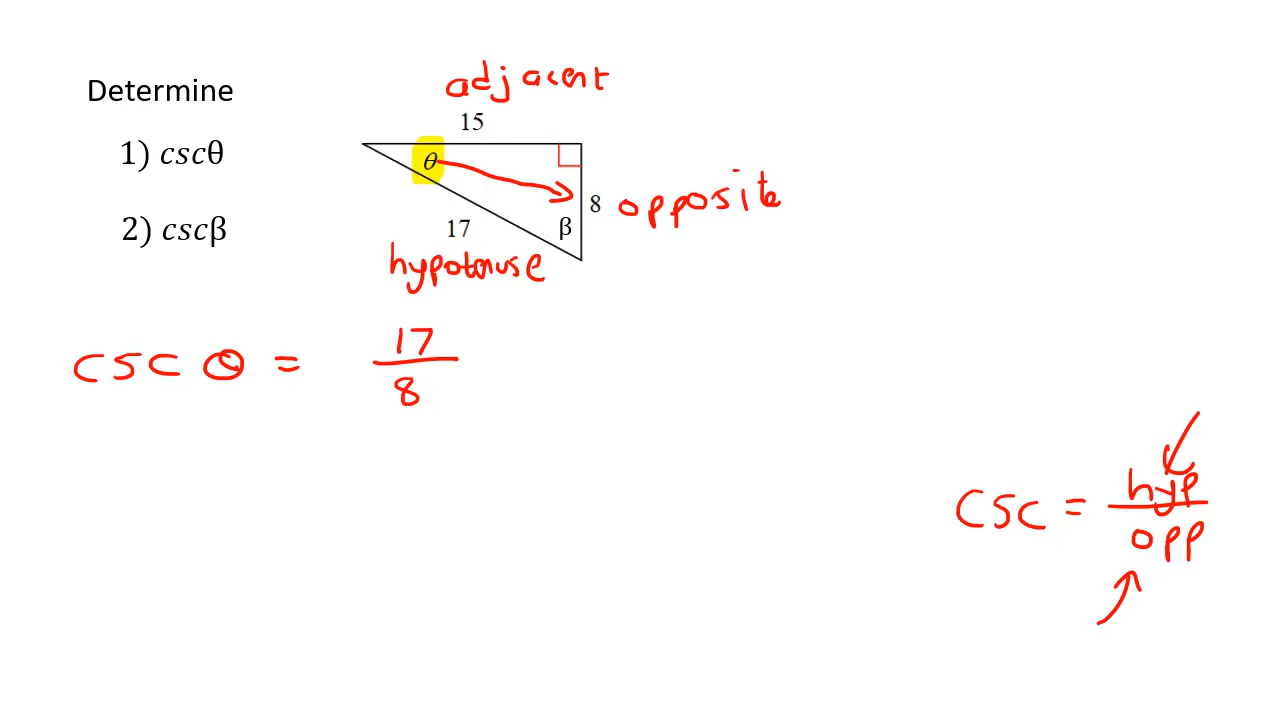 Determine
1) cscθ
2) cscβ
adjacent
15
θ
8 opposite
β
17
hypotenuse
csc θ = 17/8
csc = hyp/opp